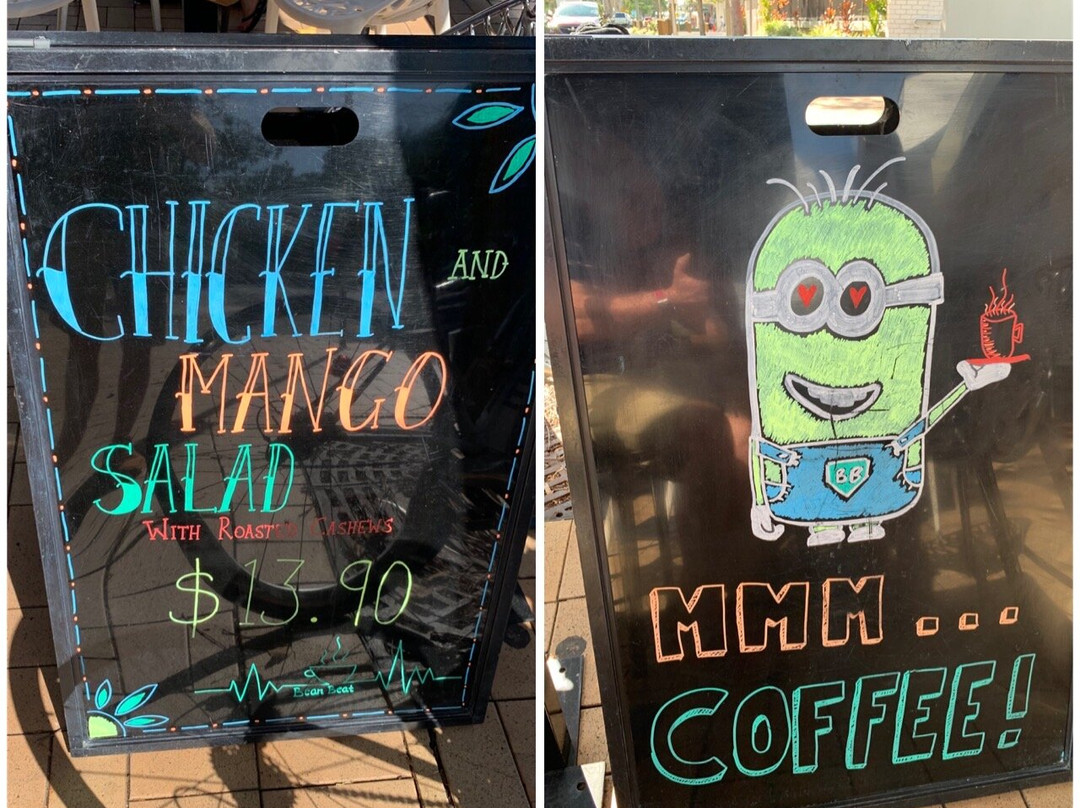 CHICKEN AND
MANGO
SALAD
WITH ROASTED CASHEWS
$13.90
Bean Beat
BB
MMM...
COFFEE!